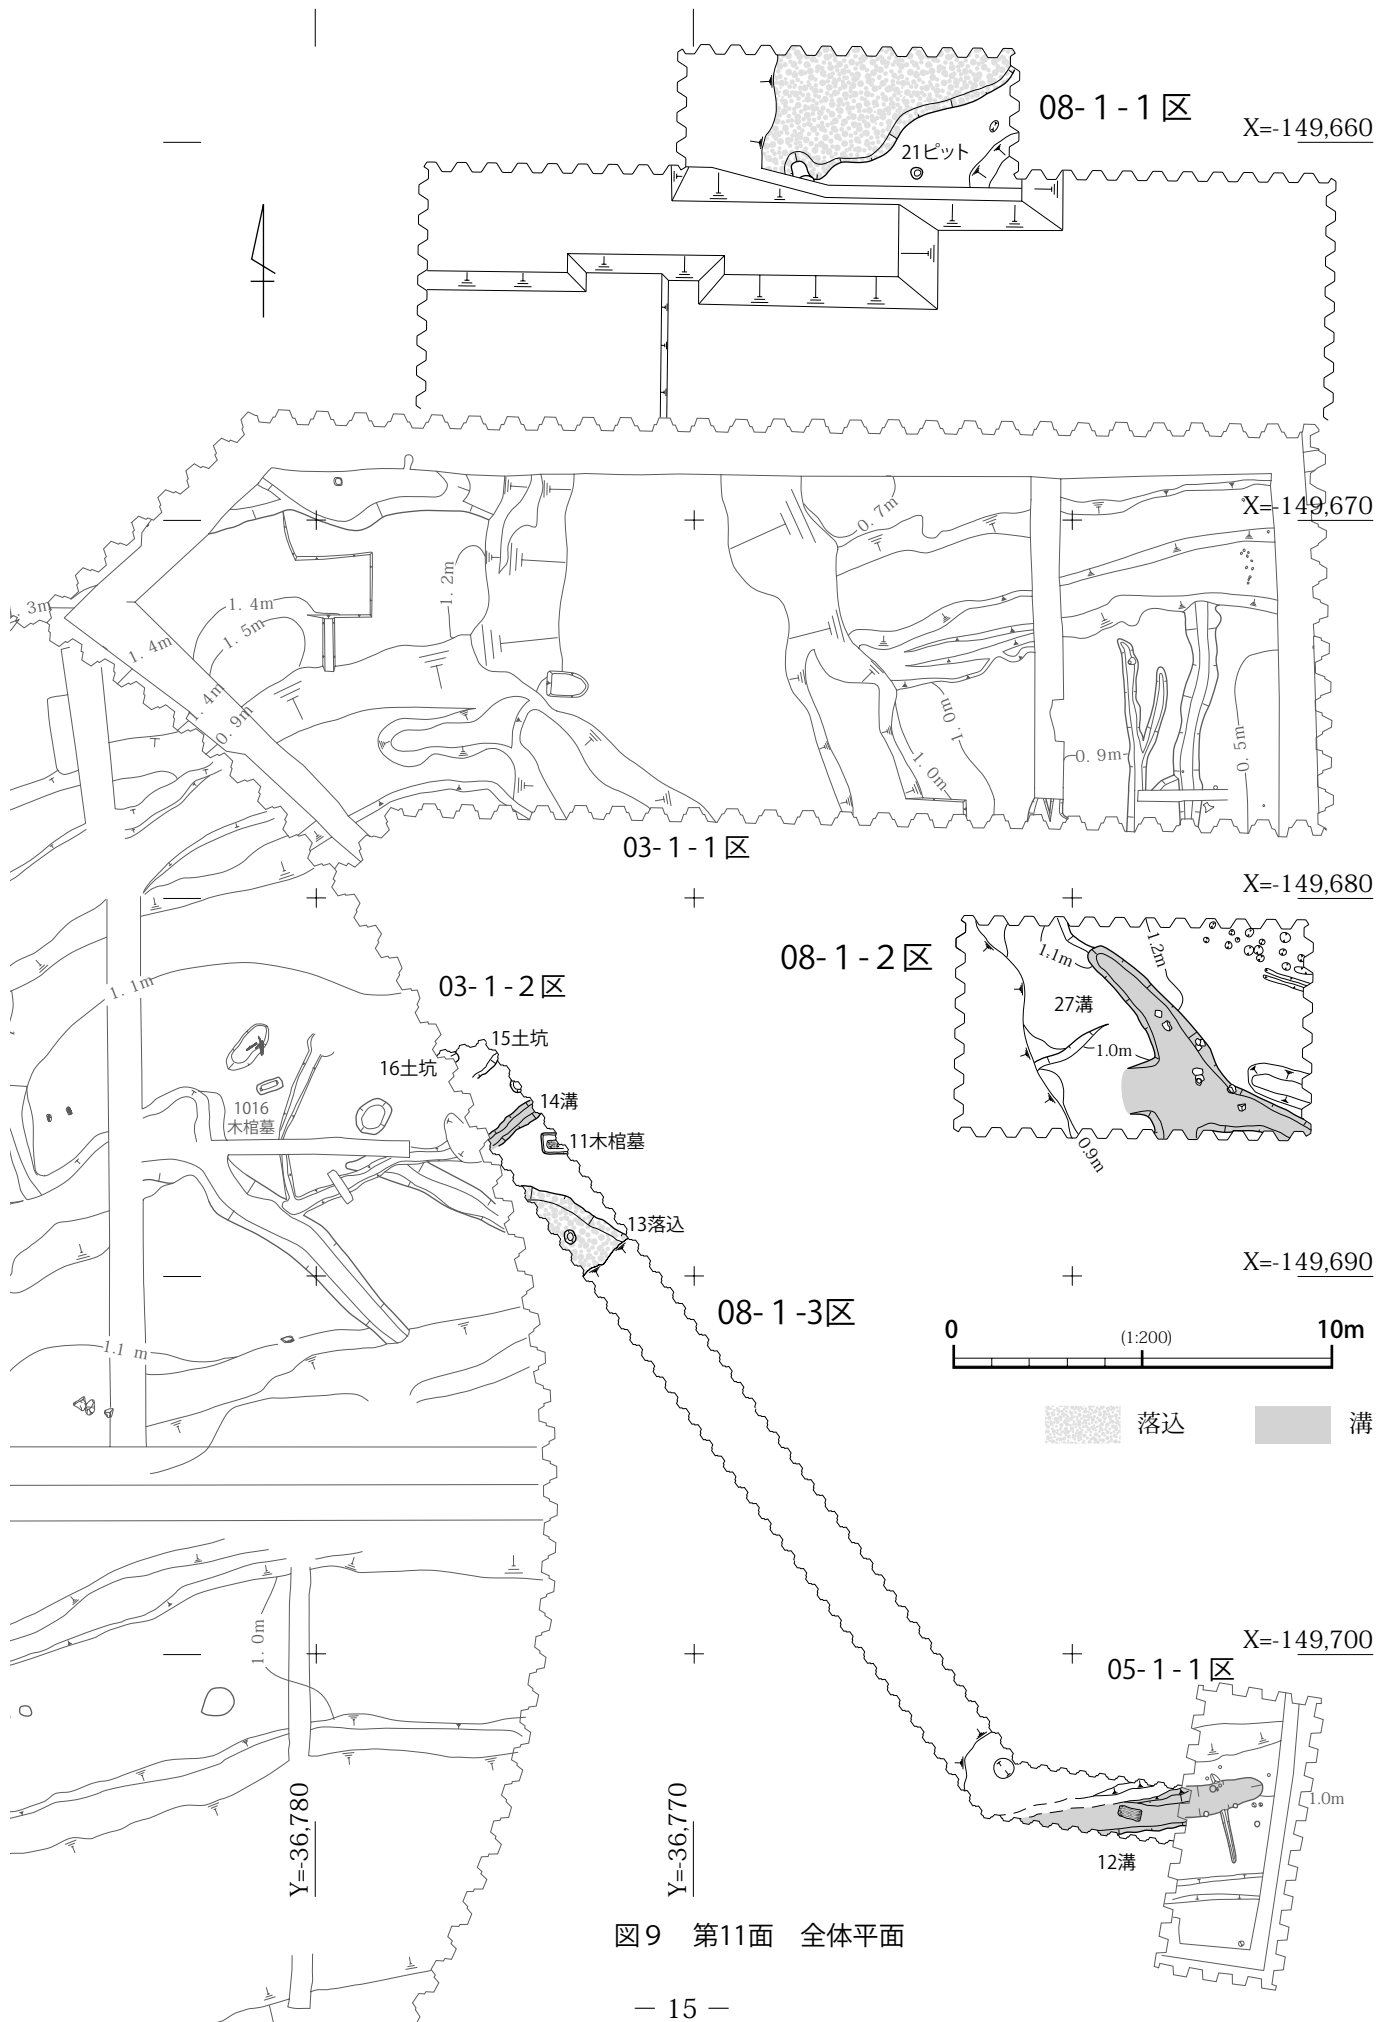 08-1-1区
X=-149,660
21ピット
X=-149,670
0.7m
1.2m
.3m
1.4m
1.5m
1.4m
1.4m
0.9m
1.0m
1.0m
0.9m
0.5m
03-1-1区
X=-149,680
08-1-2区
1.1m
1.2m
27溝
1.0m
0.9m
1.1m
03-1-2区
15土坑
16土坑
14溝
1016
木棺墓
11木棺墓
13落込
X=-149,690
08-1-3区
0
(1:200)
10m
1.1m
落込
溝
X=-149,700
05-1-1区
1.0m
1.0m
Y=-36,780
Y=-36,770
12溝
図9 第11面 全体平面
― 15 ―